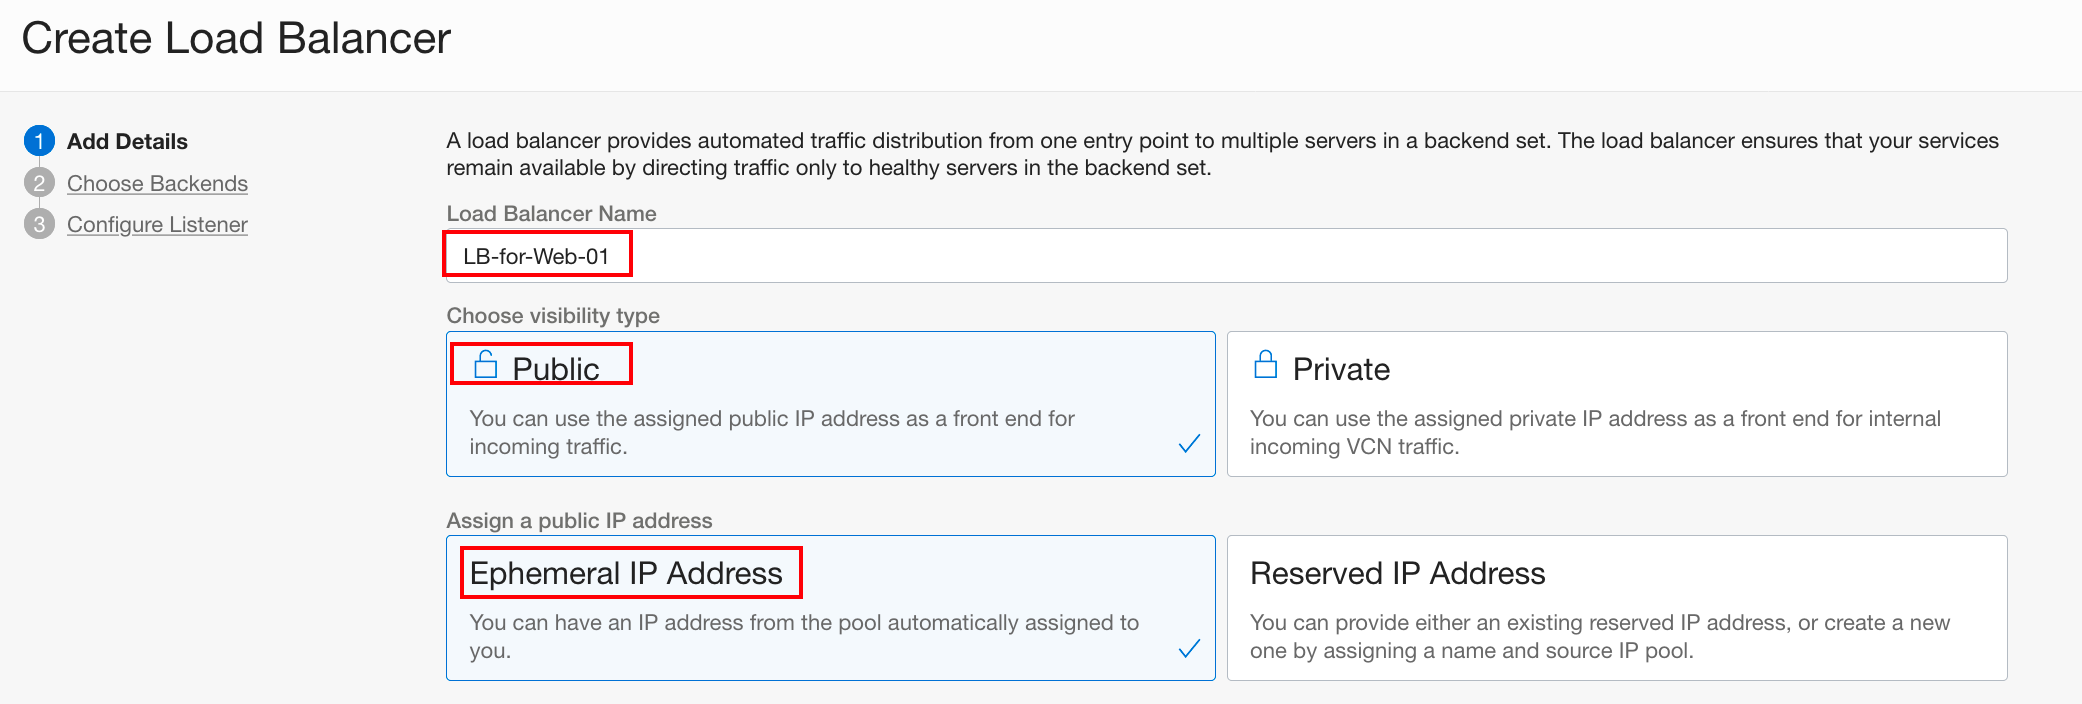 Create Load Balancer
1 Add Details
2 Choose Backends
3 Configure Listener
A load balancer provides automated traffic distribution from one entry point to multiple servers in a backend set. The load balancer ensures that your services
remain available by directing traffic only to healthy servers in the backend set.
Load Balancer Name
LB-for-Web-01
Choose visibility type
Public
You can use the assigned public IP address as a front end for
incoming traffic.
Private
You can use the assigned private IP address as a front end for internal
incoming VCN traffic.
Assign a public IP address
Ephemeral IP Address
You can have an IP address from the pool automatically assigned to
you.
Reserved IP Address
You can provide either an existing reserved IP address, or create a new
one by assigning a name and source IP pool.